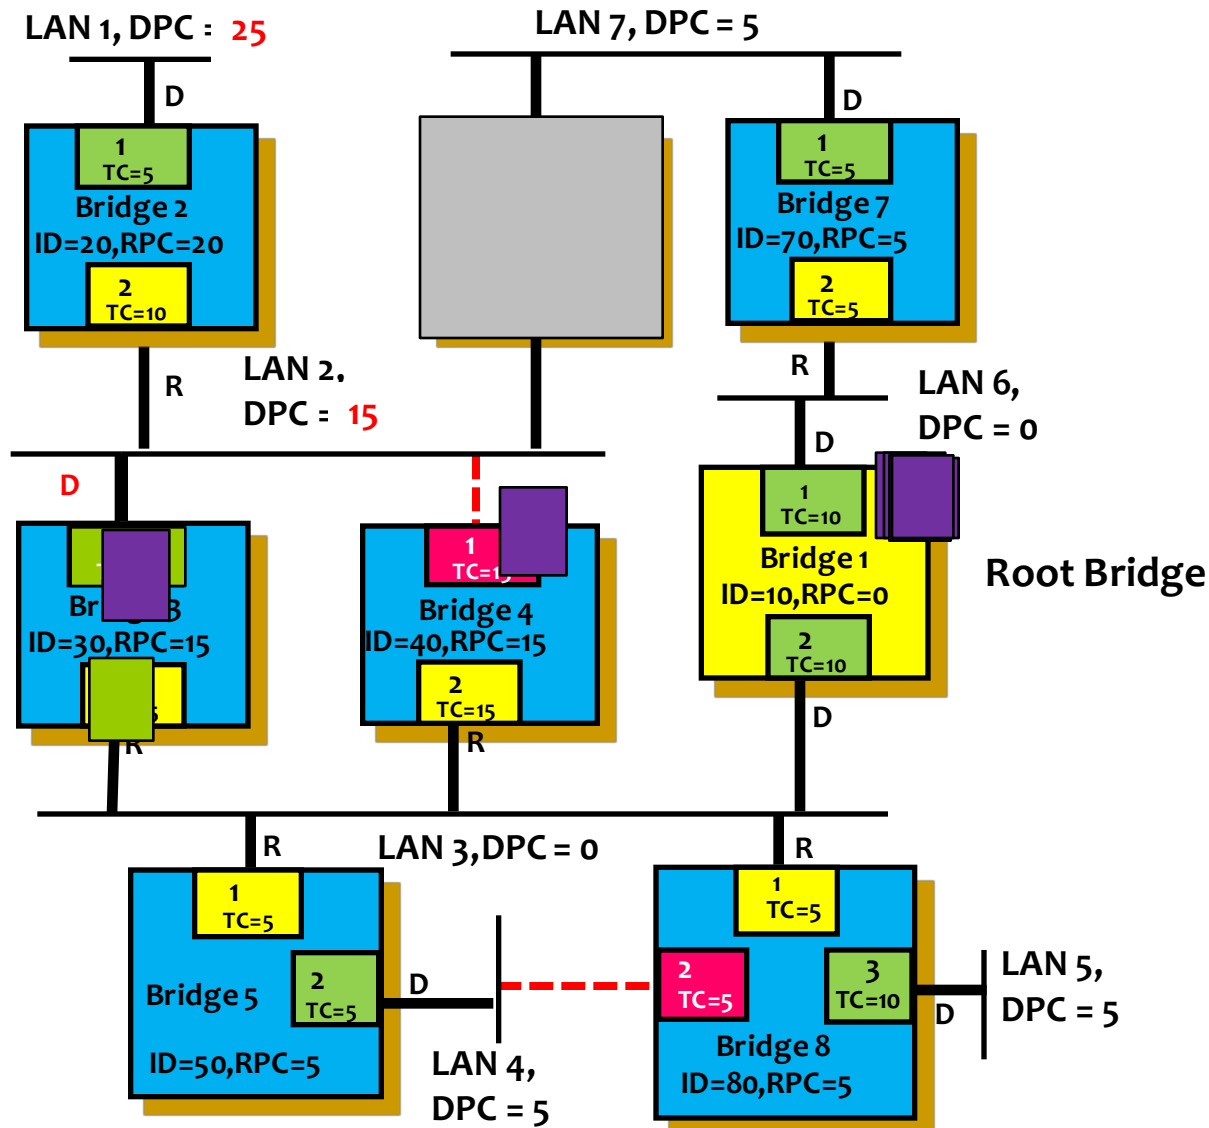 LAN 1, DPC = 25
LAN 7, DPC = 5
D
D
1
TC=5
Bridge 2
ID=20,RPC=20
2
TC=10
1
TC=5
Bridge 7
ID=70,RPC=5
2
TC=5
R
LAN 2,
DPC = 15
R
LAN 6,
DPC = 0
D
D
ID=30,RPC=15
R
1
Bridge 4
ID=40,RPC=15
2
TC=15
R
1
TC=10
Bridge 1
ID=10,RPC=0
2
TC=10
D
Root Bridge
R
LAN 3,DPC = 0
R
1
TC=5
2
TC=5
Bridge 5
ID=50,RPC=5
D
LAN 4,
DPC = 5
1
TC=5
2
TC=5
3
TC=10
Bridge 8
ID=80,RPC=5
D
LAN 5,
DPC = 5